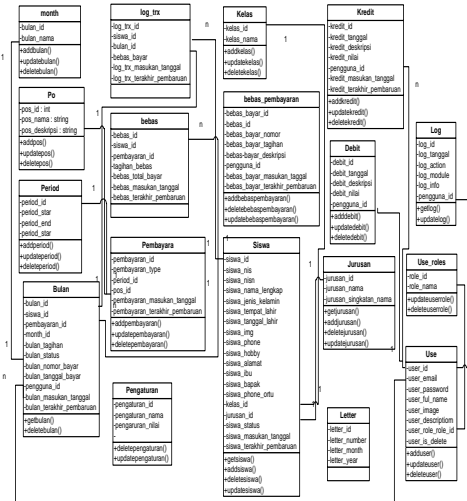 month
-bulan_id
-bulan_nama
+addbulan()
+updatebulan()
+deletebulan()
Po
-pos_id : int
-pos_nama : string
-pos_deskripsi : string
+addpos()
+updatepos()
+deletepos()
Period
-period_id
-period_star
-period_end
-period_star
+addperiod()
+updateperiod()
+deleteperiod()
Bulan
-bulan_id
-siswa_id
-pembayaran_id
-month_id
-bulan_tagihan
-bulan_status
-bulan_nomor_bayar
-bulan_tanggal_bayar
-pengguna_id
-bulan_masukan_tanggal
-bulan_terakhir_pembaruan
+getbulan()
+deletebulan()
log_trx
-log_trx_id
-siswa_id
-bulan_id
-bebas_bayar
-log_trx_masukan_tanggal
-log_trx_terakhir_pembaruan
bebas
-bebas_id
-siswa_id
-pembayaran_id
-tagihan_bebas
-bebas_total_bayar
-bebas_masukan_tanggal
-bebas_terakhir_pembaruan
Pembayara
-pembayaran_id
-pembayaran_type
-period_id
-pos_id
-pembayaran_masukan_tanggal
-pembayaran_terakhir_pembaruan
+addpembayaran()
+updatepembayaran()
+deletepembayaran()
Pengaturan
-pengaturan_id
-pengaturan_nama
-pengaruran_nilai
-
+deletepengaturan()
+updatepengaturan()
Kelas
-kelas_id
-kelas_nama
+addkelas()
+updatekelas()
+deletekelas()
bebas_pembayaran
-bebas_bayar_id
-bebas_id
-bebas_bayar_nomor
-bebas_bayar_tagihan
-bebas-bayar_deskripsi
-pengguna_id
-bebas_bayar_masukan_taggal
-bebas_bayar_terakhir_pembaruan
+addbebaspembayaran()
+deletebebaspembayaran()
+updatebebaspembayaran()
Siswa
-siswa_id
-siswa_nis
-siswa_nisn
-siswa_nama_lengkap
-siswa_jenis_kelamin
-siswa_tempat_lahir
-siswa_tanggal_lahir
-siswa_img
-siswa_phone
-siswa_hobby
-siswa_alamat
-siswa_ibu
-siswa_bapak
-siswa_phone_ortu
-kelas_id
-jurusan_id
-siswa_status
-siswa_masukan_tanggal
-siswa_terakhir_pembaruan
+getsiswa()
+addsiswa()
+deletesiswa()
+updatesiswa()
Kredit
-kredit_id
-kredit_tanggal
-kredit_deskripsi
-kredit_nilai
-pengguna_id
-kredit_masukan_tanggal
-kredit_terakhir_pembaruan
+addkredit()
+updatekredit()
+deletekredit()
Debit
-debit_id
-debit_tanggal
-debit_deskripsi
-debit_nilai
-pengguna_id
+adddebit()
+updatedebit()
+deletedebit()
Jurusan
-jurusan_id
-jurusan_nama
-jurusan_singkatan_nama
+getjurusan()
+addjurusan()
+deletejurusan()
+updatejurusan()
Letter
-letter_id
-letter_number
-letter_month
-letter_year
Log
-log_id
-log_tanggal
-log_action
-log_module
-log_info
-pengguna_id
+getlog()
+updatelog()
Use_roles
-role_id
-role_nama
+updateuserrole()
+deleteuserrole()
Use
-user_id
-user_email
-user_password
-user_ful_name
-user_image
-user_descriptiom
-user_role_role_id
-user_is_delete
+adduser()
+updateuser()
+deleteuser()